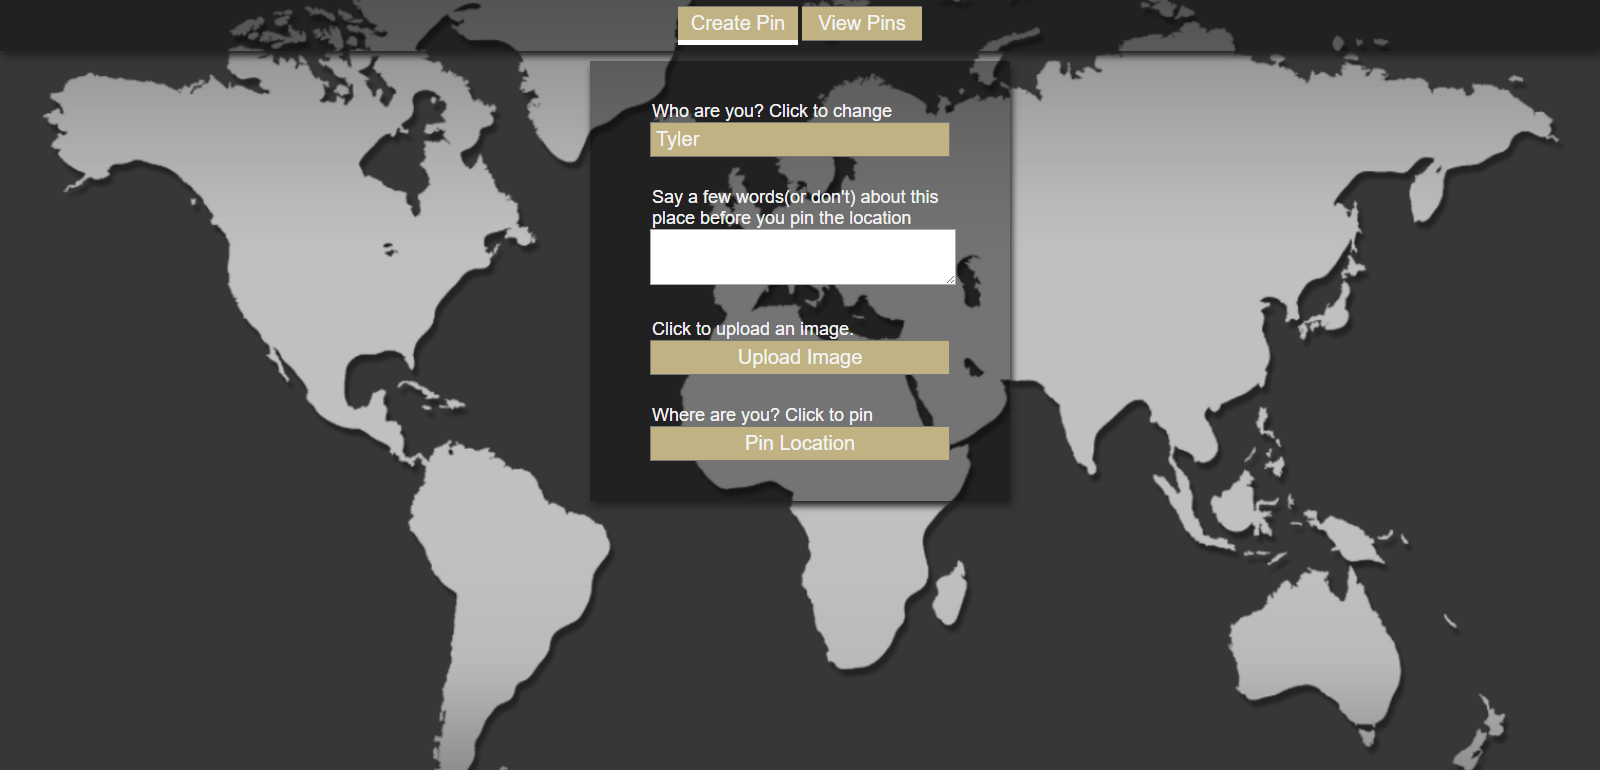 Create Pin View Pins
Who are you? Click to change
Tyler
Say a few words(or don't) about this
place before you pin the location
Click to upload an image.
Upload Image
Where are you? Click to pin
Pin Location